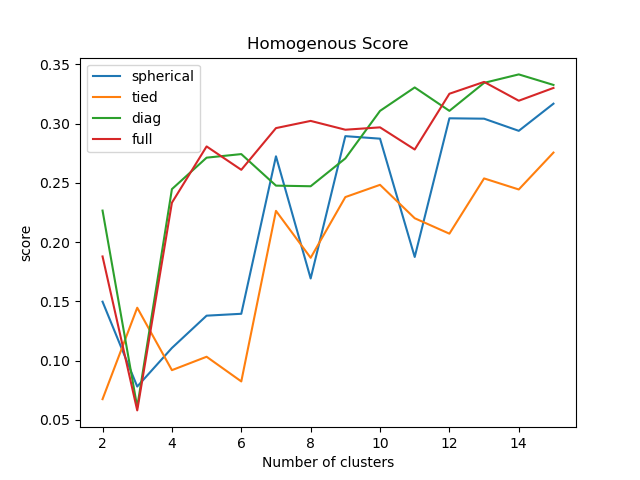 Homogenous Score
spherical
tied
diag
full
score
0.35
0.30
0.25
0.20
0.15
0.10
0.05
2 4 6 8 10 12 14
Number of clusters